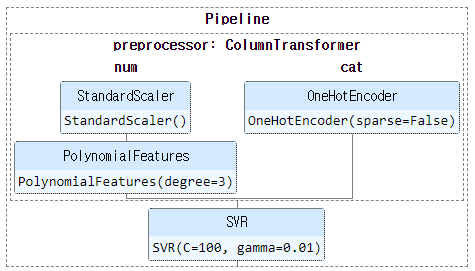 Pipeline
preprocessor: ColumnTransformer
num cat
StandardScaler OneHotEncoder
StandardScaler() OneHotEncoder(sparse=False)
PolynomialFeatures
PolynomialFeatures(degree=3)
SVR
SVR(C=100, gamma=0.01)